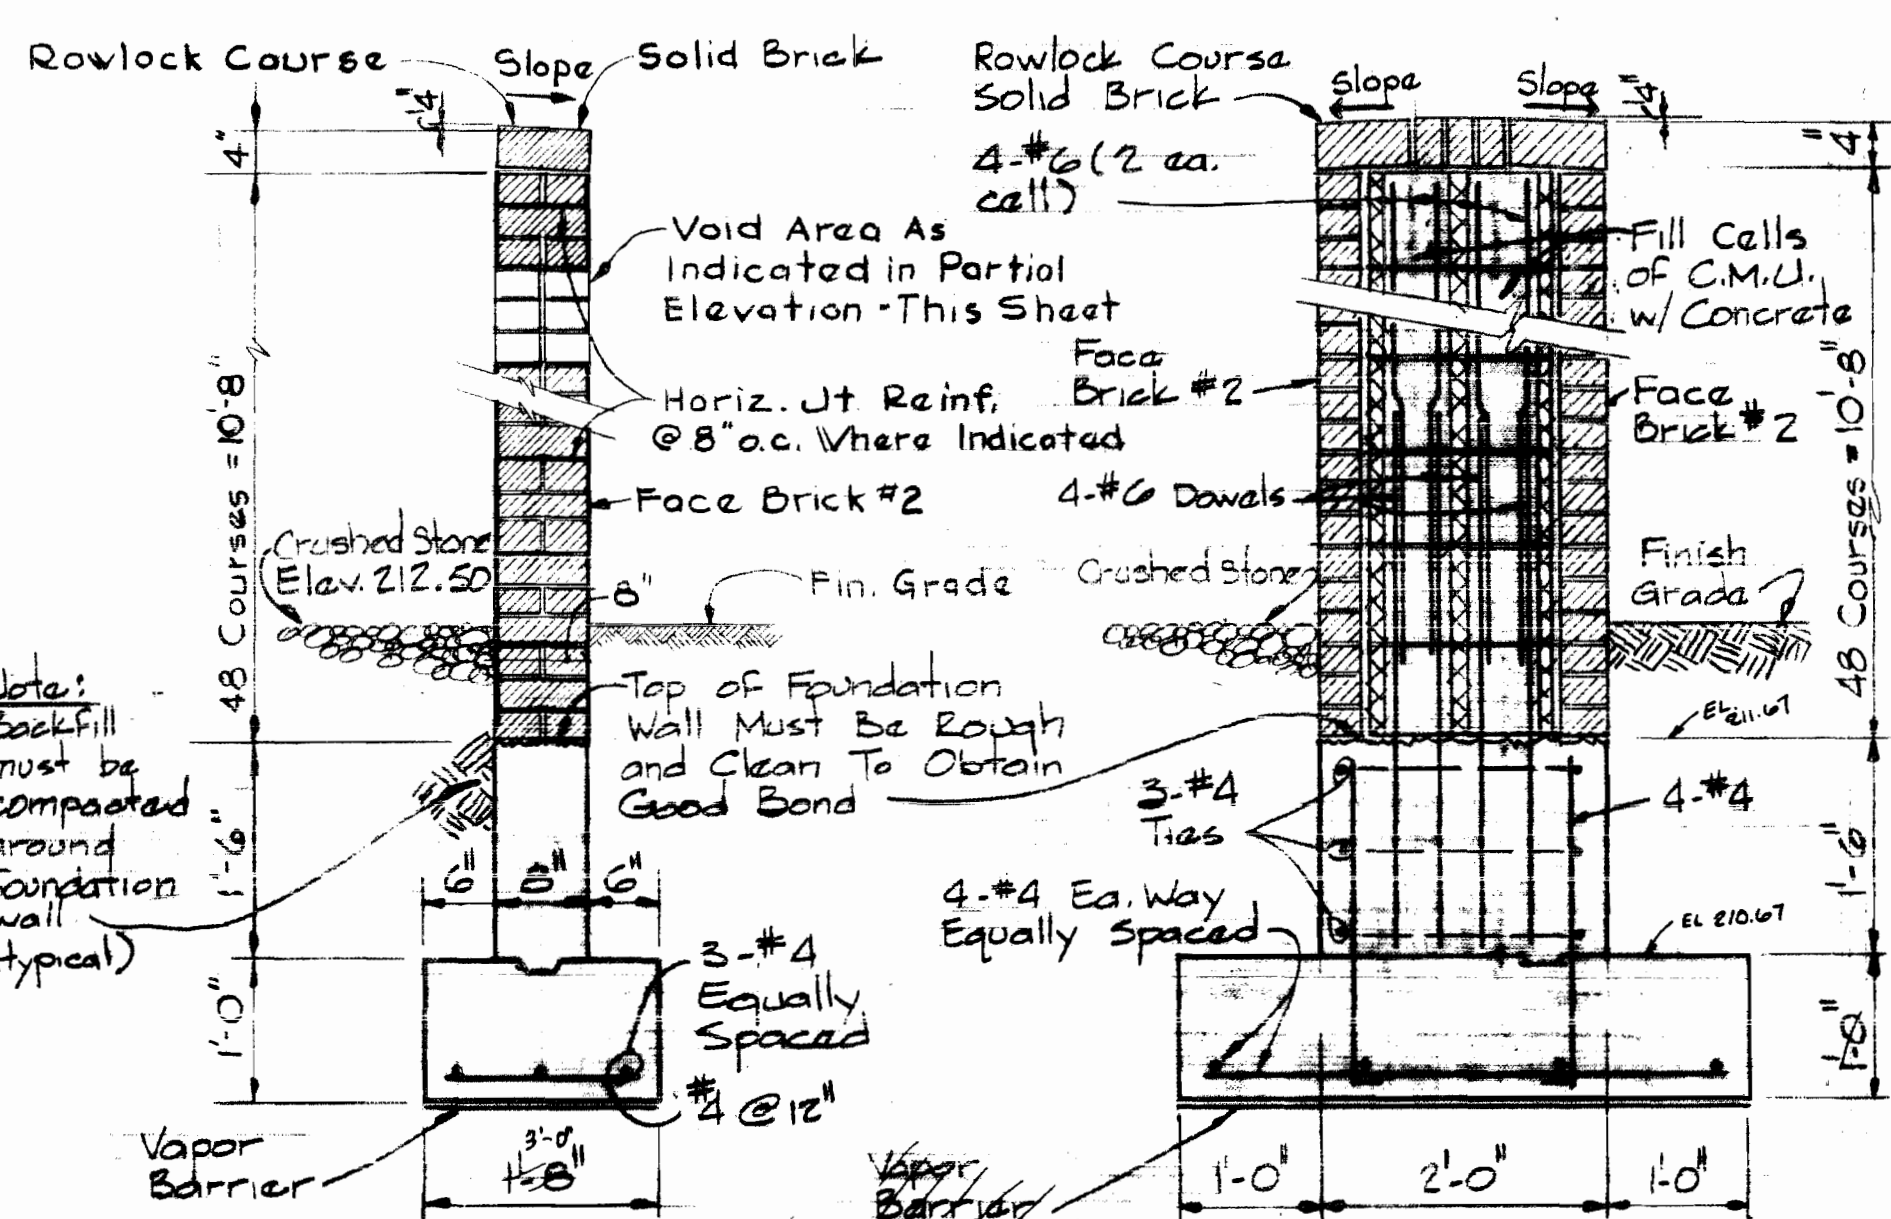 Rowlock Course
Slope
Solid Brick
1/4"
4"
Void Area As
Indicated in Partial
Elevation - This Sheet
Horiz. Jt Reinf.
@ 8" o.c. Where Indicated
Face Brick #2
48 Courses = 10'-8"
Crushed Stone
Elev. 212.50
8"
Fin. Grade
Top of Foundation
Wall Must Be Rough
and Clean To Obtain
Good Bond
Note:
Backfill
must be
compacted
around
foundation
wall
(typical)
1'-6"
6"
8"
6"
1'-0"
3-#4
Equally
Spaced
#4 @ 12"
Vapor
Barrier
3'-0"
1'-8"
Rowlock Course
Solid Brick
Slope
Slope
1/4"
4"
4-#6 (2 ea.
cell)
Fill Cells
of C.M.U.
w/ Concrete
Face
Brick #2
Face
Brick #2
48 Courses = 10'-8"
4-#6 Dowels
Crushed Stone
Finish
Grade
EL 211.67
3-#4
Ties
4-#4
1'-6"
4-#4 Ea. Way
Equally Spaced
EL 210.67
1'-0"
Vapor
Barrier
1'-0"
2'-0"
1'-0"